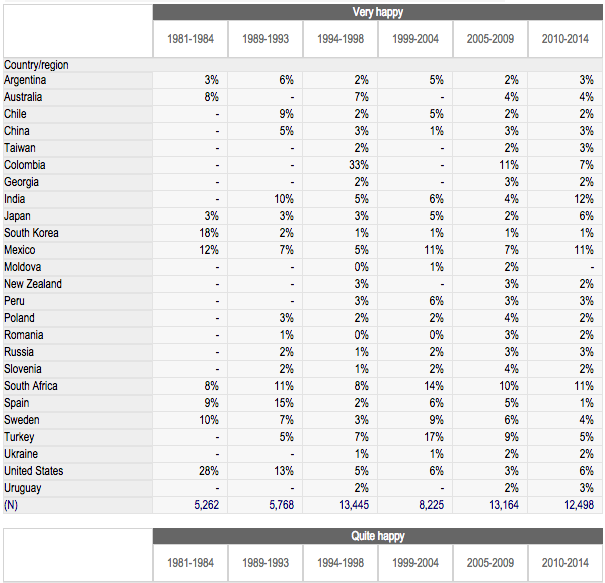 Very happy
1981-1984 1989-1993 1994-1998 1999-2004 2005-2009 2010-2014
Country/region
Argentina 3% 6% 2% 5% 2% 3%
Australia 8% - 7% - 4% 4%
Chile - 9% 2% 5% 2% 2%
China - 5% 3% 1% 3% 3%
Taiwan - - 2% - 2% 3%
Colombia - - 33% - 11% 7%
Georgia - - 2% - 3% 2%
India - 10% 5% 6% 4% 12%
Japan 3% 3% 3% 5% 2% 6%
South Korea 18% 2% 1% 1% 1% 1%
Mexico 12% 7% 5% 11% 7% 11%
Moldova - - 0% 1% 2% -
New Zealand - - 3% - 3% 2%
Peru - - 3% 6% 3% 3%
Poland - 3% 2% 2% 4% 2%
Romania - 1% 0% 0% 3% 2%
Russia - 2% 1% 2% 3% 3%
Slovenia - 2% 1% 2% 4% 2%
South Africa 8% 11% 8% 14% 10% 11%
Spain 9% 15% 2% 6% 5% 1%
Sweden 10% 7% 3% 9% 6% 4%
Turkey - 5% 7% 17% 9% 5%
Ukraine - - 1% 1% 2% 2%
United States 28% 13% 5% 6% 3% 6%
Uruguay - - 2% - 2% 3%
(N) 5,262 5,768 13,445 8,225 13,164 12,498
Quite happy
1981-1984 1989-1993 1994-1998 1999-2004 2005-2009 2010-2014